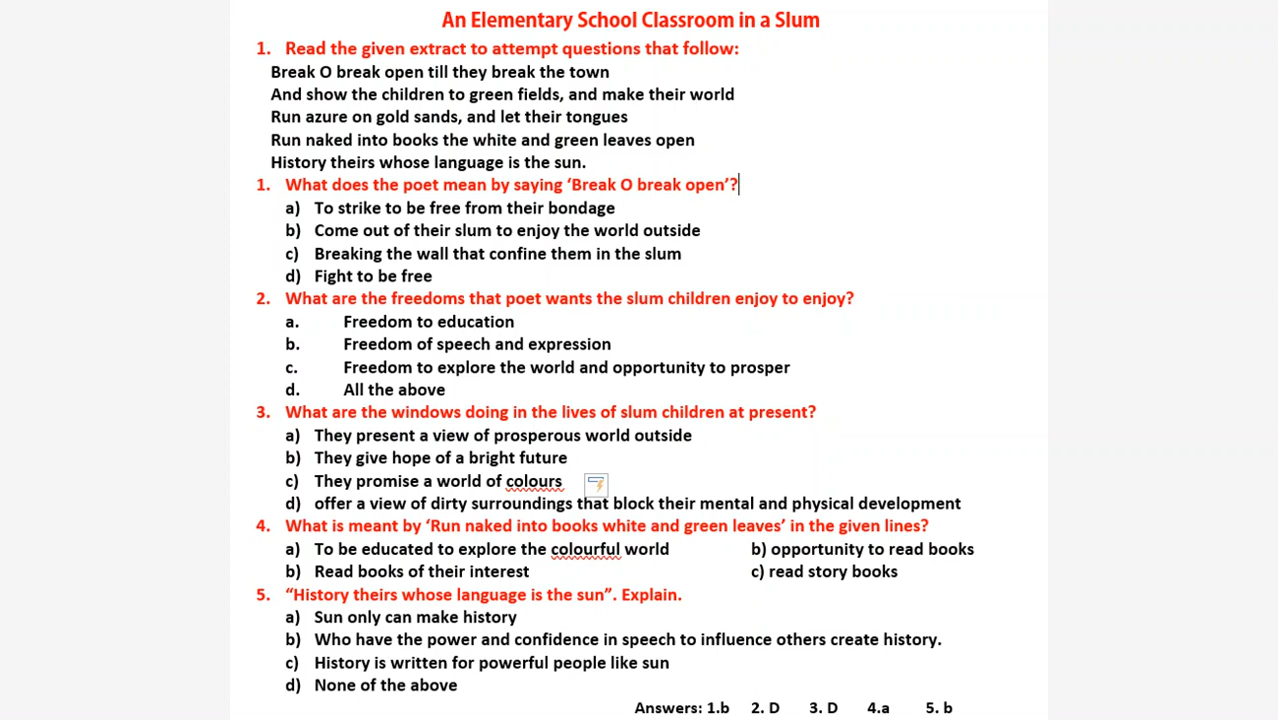 An Elementary School Classroom in a Slum
1. Read the given extract to attempt questions that follow:
Break O break open till they break the town
And show the children to green fields, and make their world
Run azure on gold sands, and let their tongues
Run naked into books the white and green leaves open
History theirs whose language is the sun.
1. What does the poet mean by saying ‘Break O break open’?
a) To strike to be free from their bondage
b) Come out of their slum to enjoy the world outside
c) Breaking the wall that confine them in the slum
d) Fight to be free
2. What are the freedoms that poet wants the slum children enjoy to enjoy?
a. Freedom to education
b. Freedom of speech and expression
c. Freedom to explore the world and opportunity to prosper
d. All the above
3. What are the windows doing in the lives of slum children at present?
a) They present a view of prosperous world outside
b) They give hope of a bright future
c) They promise a world of colours
d) offer a view of dirty surroundings that block their mental and physical development
4. What is meant by ‘Run naked into books white and green leaves’ in the given lines?
a) To be educated to explore the colourful world b) opportunity to read books
b) Read books of their interest c) read story books
5. “History theirs whose language is the sun”. Explain.
a) Sun only can make history
b) Who have the power and confidence in speech to influence others create history.
c) History is written for powerful people like sun
d) None of the above
Answers: 1.b 2. D 3. D 4.a 5. b